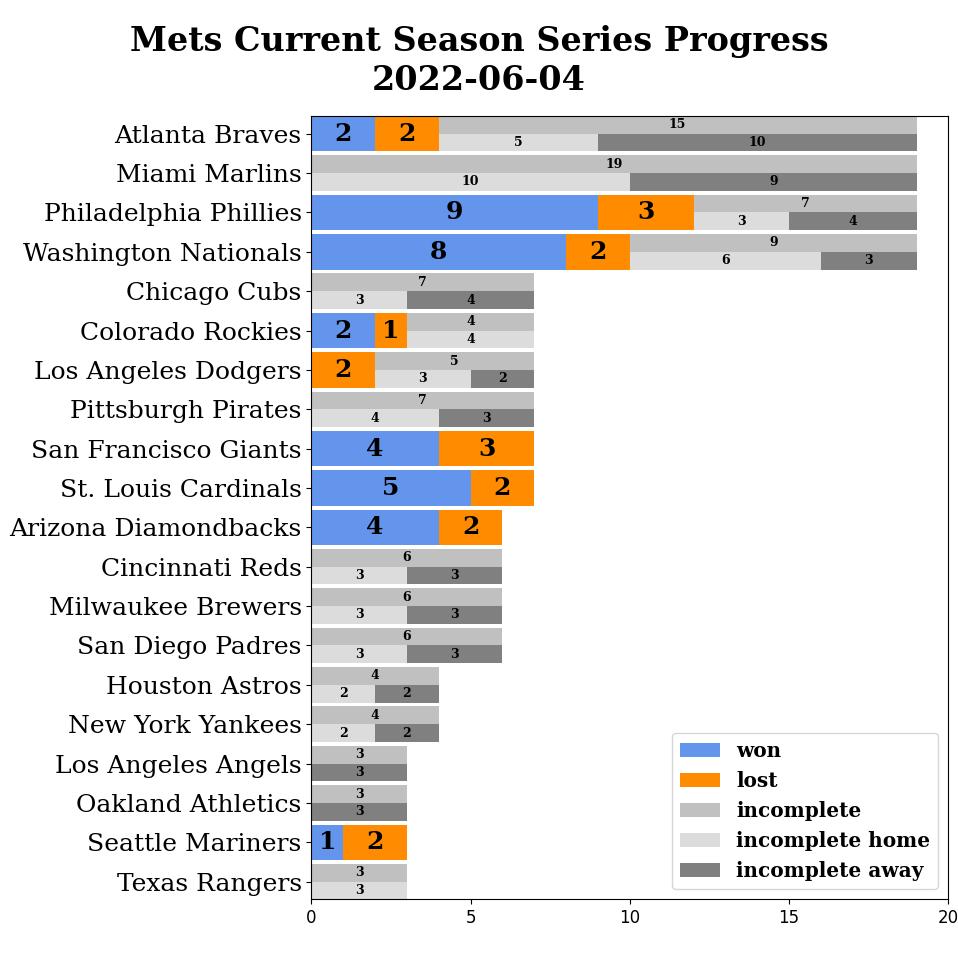 Mets Current Season Series Progress
2022-06-04
Atlanta Braves 2 2 15
5 10
Miami Marlins 19
10 9
Philadelphia Phillies 9 3 7
3 4
Washington Nationals 8 2 9
6 3
Chicago Cubs 7
3 4
Colorado Rockies 2 1 4
4
Los Angeles Dodgers 2 5
3 2
Pittsburgh Pirates 7
4 3
San Francisco Giants 4 3
St. Louis Cardinals 5 2
Arizona Diamondbacks 4 2
Cincinnati Reds 6
3 3
Milwaukee Brewers 6
3 3
San Diego Padres 6
3 3
Houston Astros 4
2 2
New York Yankees 4
2 2
Los Angeles Angels 3
3
Oakland Athletics 3
3
Seattle Mariners 1 2
Texas Rangers 3
3
won
lost
incomplete
incomplete home
incomplete away
0 5 10 15 20